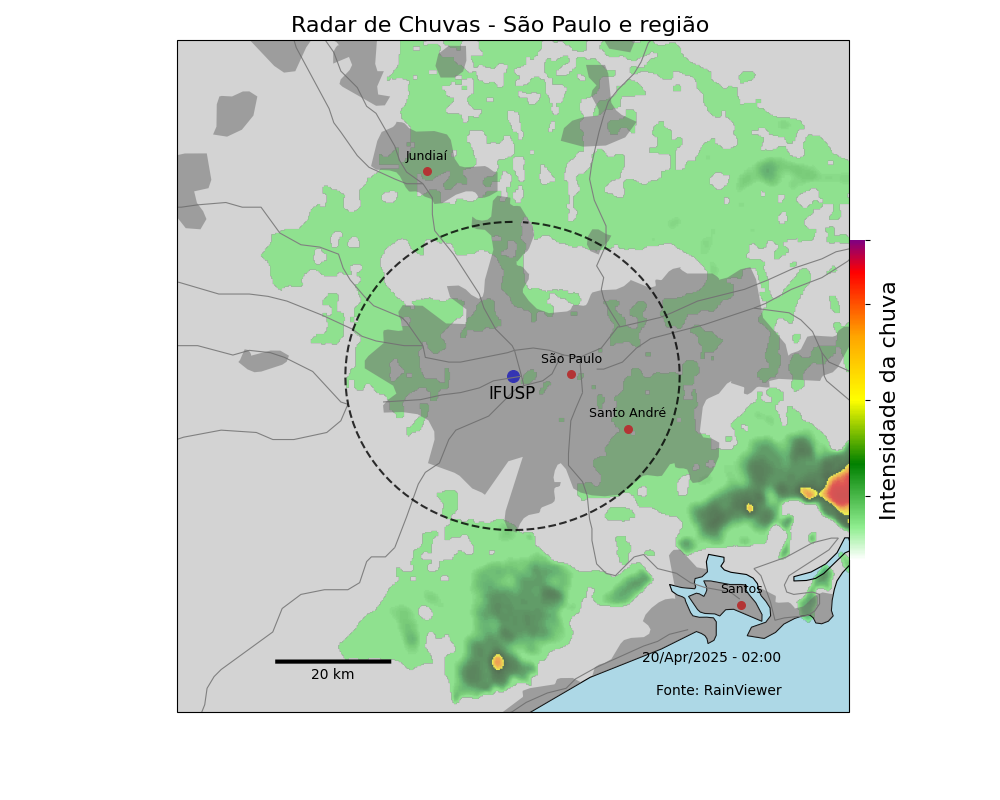 Radar de Chuvas - São Paulo e região
Jundiaí
São Paulo
IFUSP
Santo André
Intensidade da chuva
Santos
20/Apr/2025 - 02:00
20 km
Fonte: RainViewer